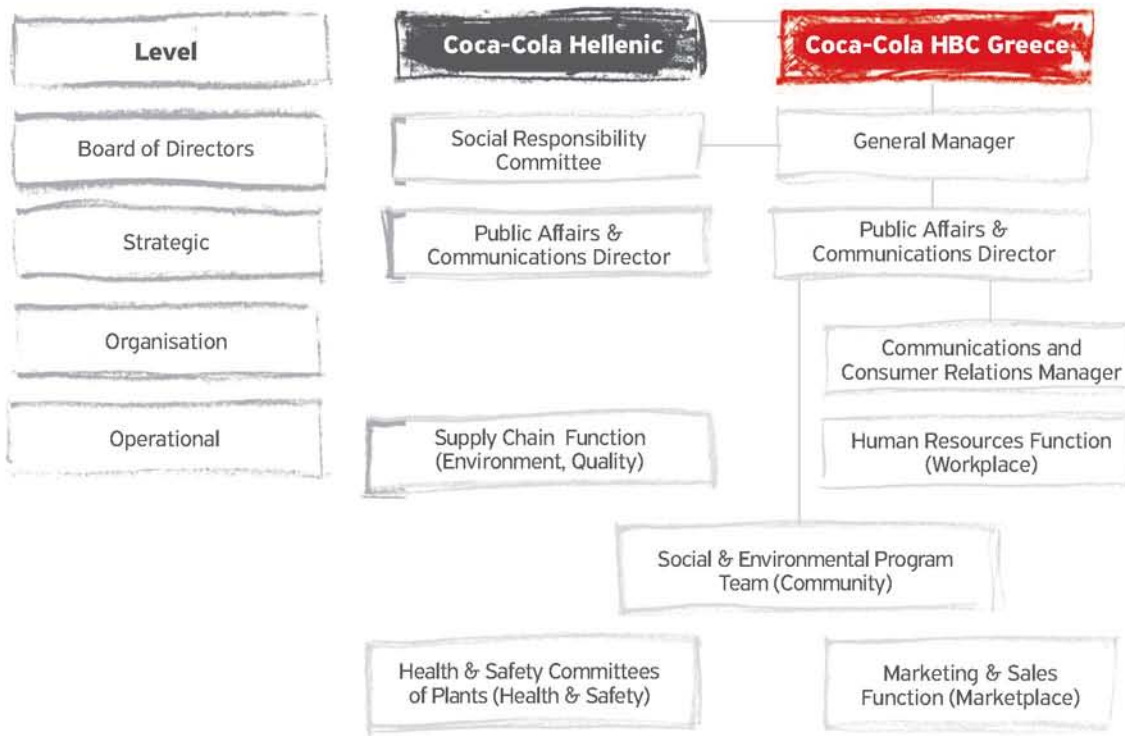 Level
Coca-Cola Hellenic
Coca-Cola HBC Greece
Board of Directors
Social Responsibility
Committee
General Manager
Strategic
Public Affairs &
Communications Director
Public Affairs &
Communications Director
Organisation
Communications and
Consumer Relations Manager
Operational
Supply Chain Function
(Environment, Quality)
Human Resources Function
(Workplace)
Social & Environmental Program
Team (Community)
Health & Safety Committees
of Plants (Health & Safety)
Marketing & Sales
Function (Marketplace)